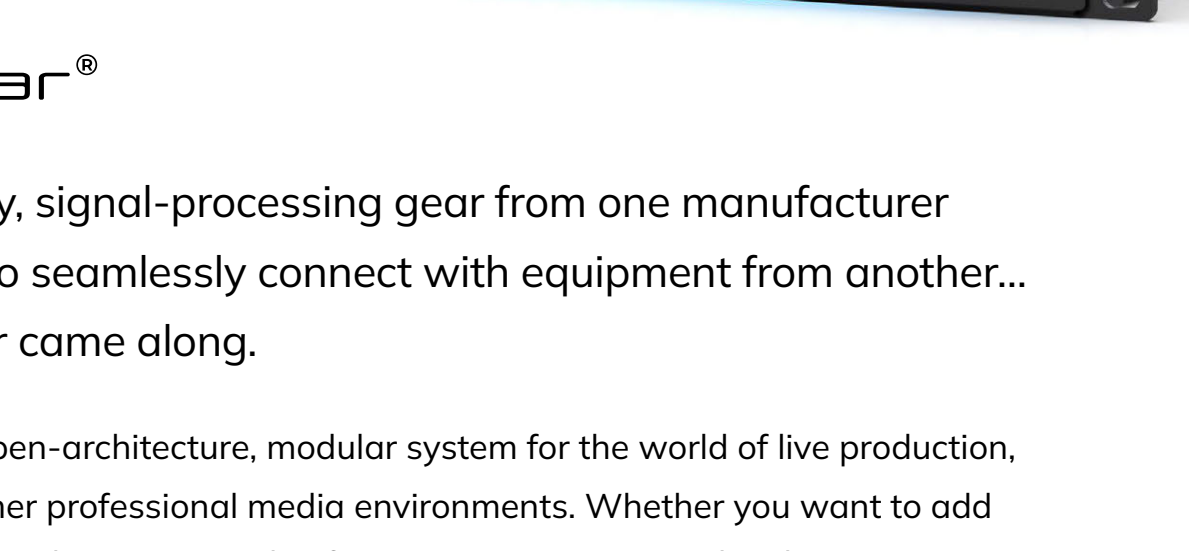 ar®
y, signal-processing gear from one manufacturer
o seamlessly connect with equipment from another...
r came along.
pen-architecture, modular system for the world of live production,
ner professional media environments. Whether you want to add